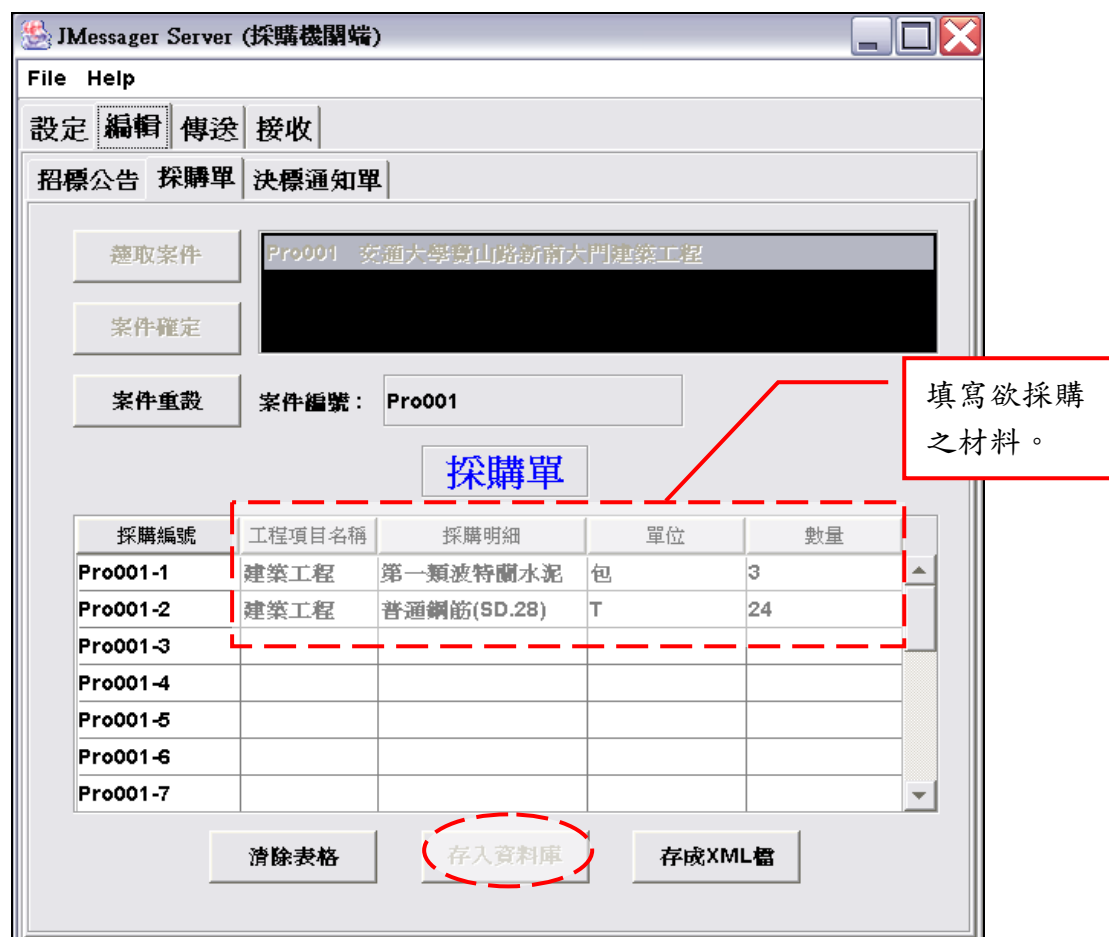 JMessager Server (採購機關端)
File Help
設定 編輯 傳送 接收
招標公告 採購單 決標通知單
選取案件
Pro001 交通大學寶山路新南大門建築工程
案件確定
案件重設 案件編號： Pro001
填寫欲採購
之材料。
採購單
採購編號 工程項目名稱 採購明細 單位 數量
Pro001-1 建築工程 第一類波特蘭水泥 包 3
Pro001-2 建築工程 普通鋼筋(SD.28) T 24
Pro001-3
Pro001-4
Pro001-5
Pro001-6
Pro001-7
清除表格 存入資料庫 存成XML檔